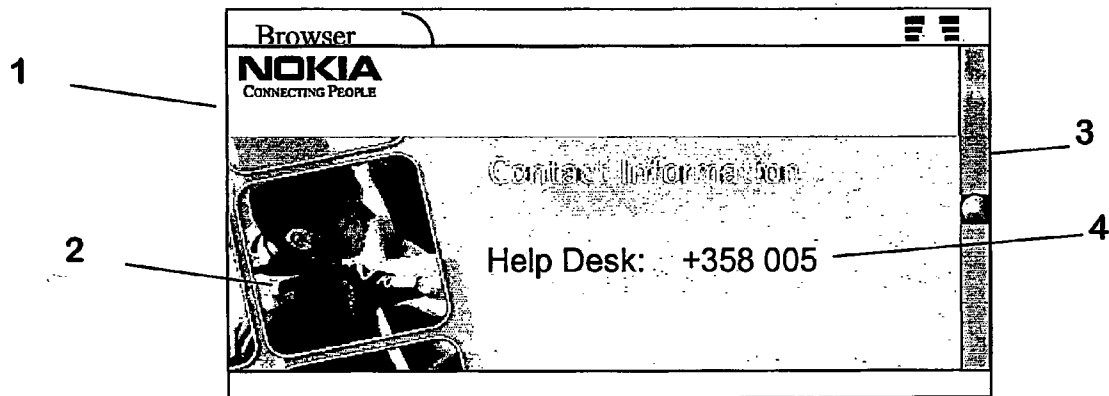 Browser
1
NOKIA
CONNECTING PEOPLE
3
Contact Information
4
2
Help Desk: +358 005